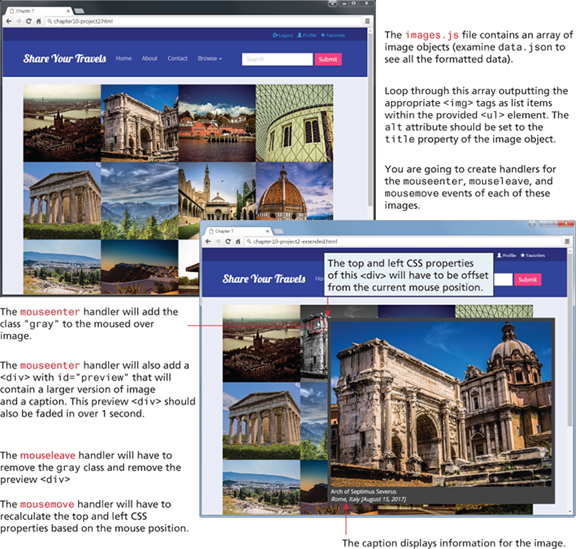 Chapter 7
chapter10-project2.html
Logout Profile Favorites
Share Your Travels
Home About Contact Browse
Search
Submit
The images.js file contains an array of
image objects (examine data.json to
see all the formatted data).
Loop through this array outputting the
appropriate <img> tags as list items
within the provided <ul> element. The
alt attribute should be set to the
title property of the image object.
You are going to create handlers for
the mouseenter, mouseleave, and
mousemove events of each of these
images.
Chapter 7
chapter10-project2-extended.html
Profile Favorites
Share Your Travels
Submit
The top and left CSS properties
of this <div> will have to be offset
from the current mouse position.
The mouseenter handler will add the
class "gray" to the moused over
image.
The mouseenter handler will also add a
<div> with id="preview" that will
contain a larger version of image
and a caption. This preview <div> should
also be faded in over 1 second.
The mouseleave handler will have to
remove the gray class and remove the
preview <div>
The mousemove handler will have to
recalculate the top and left CSS
properties based on the mouse position.
Arch of Septimus Severus
Rome, Italy [August 15, 2017]
The caption displays information for the image.